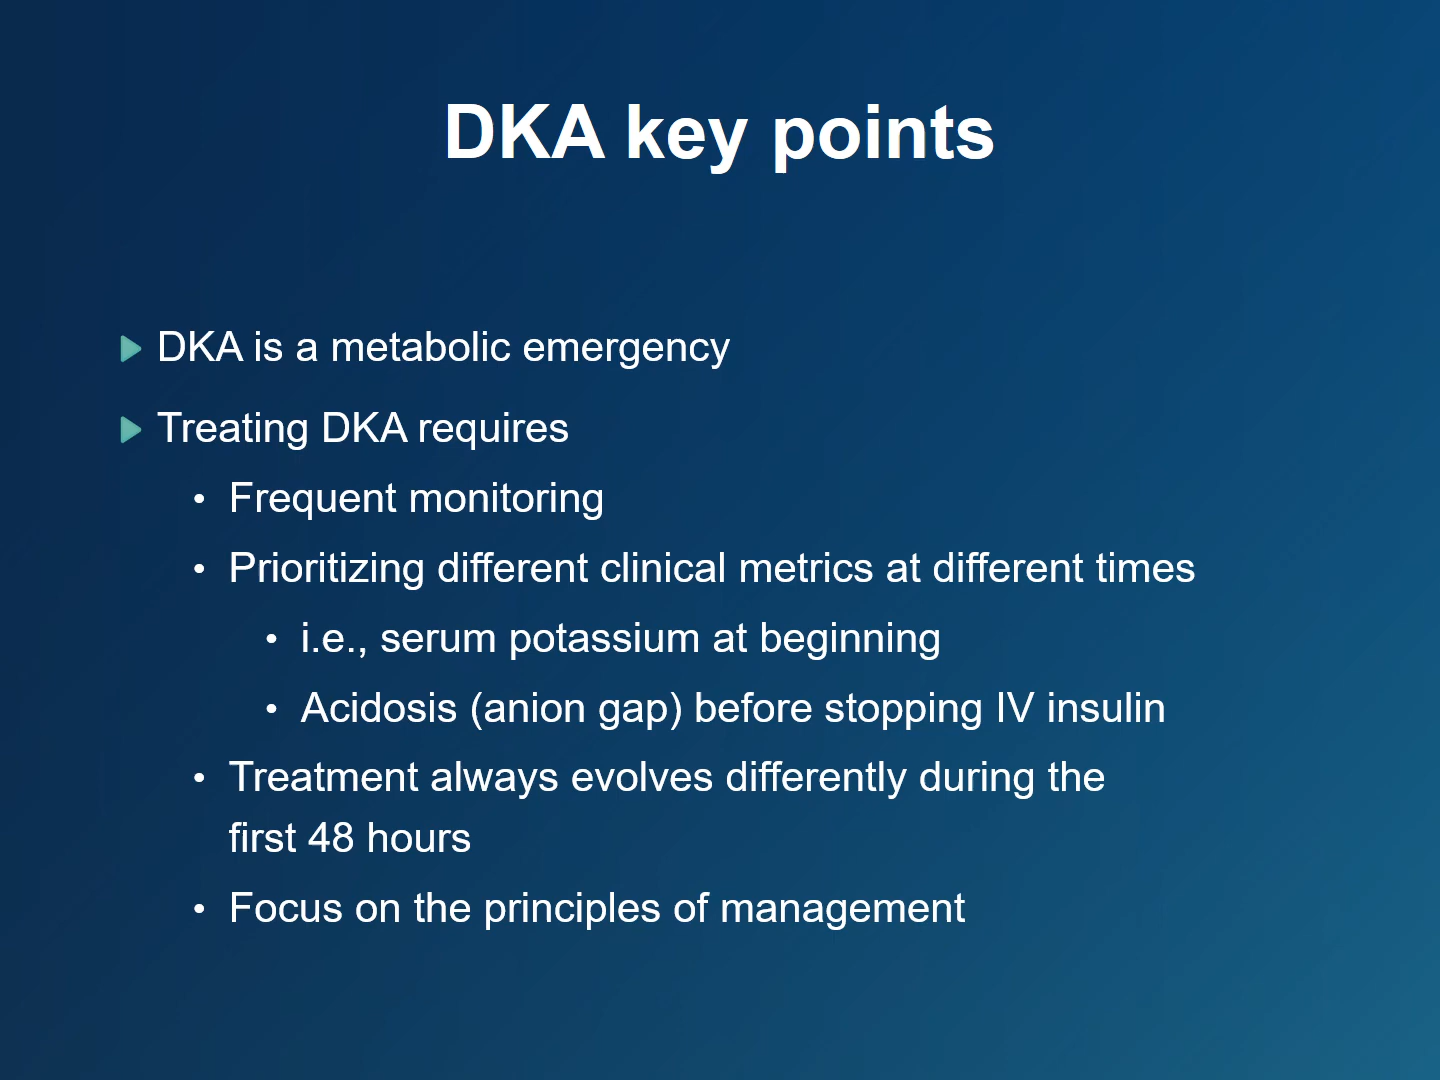 DKA key points
DKA is a metabolic emergency
Treating DKA requires
• Frequent monitoring
• Prioritizing different clinical metrics at different times
• i.e., serum potassium at beginning
• Acidosis (anion gap) before stopping IV insulin
• Treatment always evolves differently during the
first 48 hours
• Focus on the principles of management